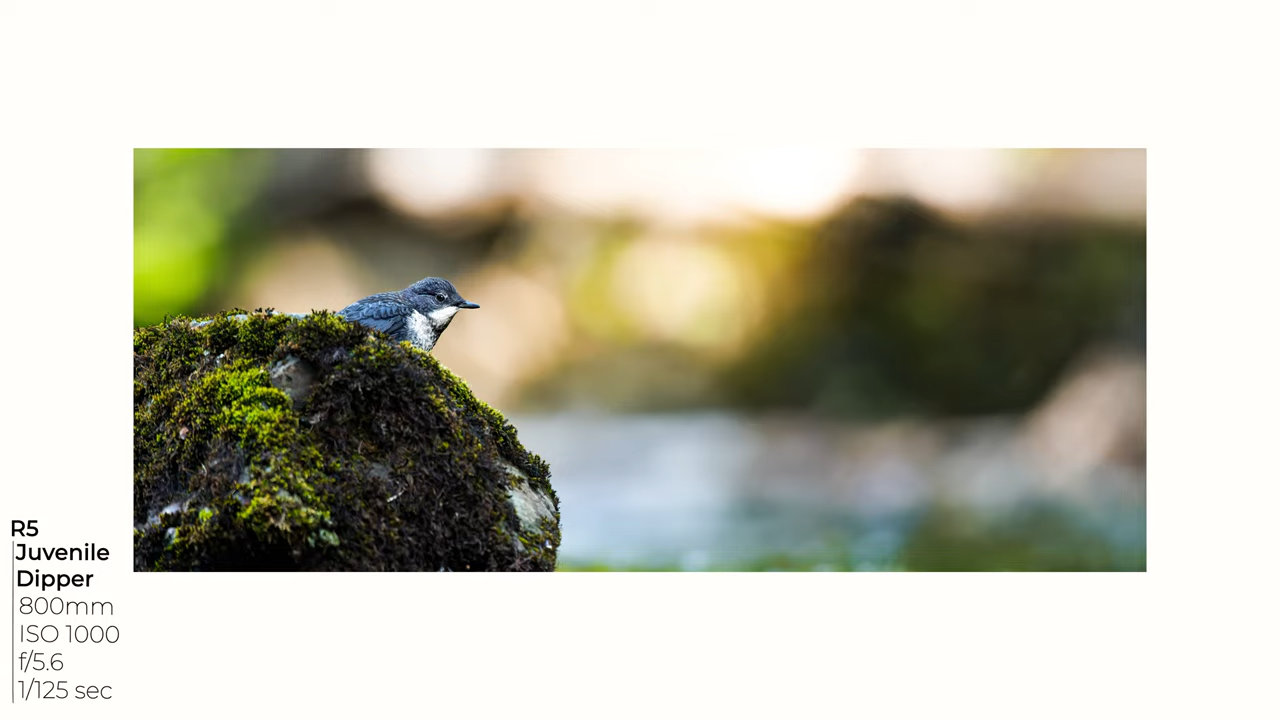 R5
Juvenile
Dipper
800mm
ISO 1000
f/5.6
1/125 sec